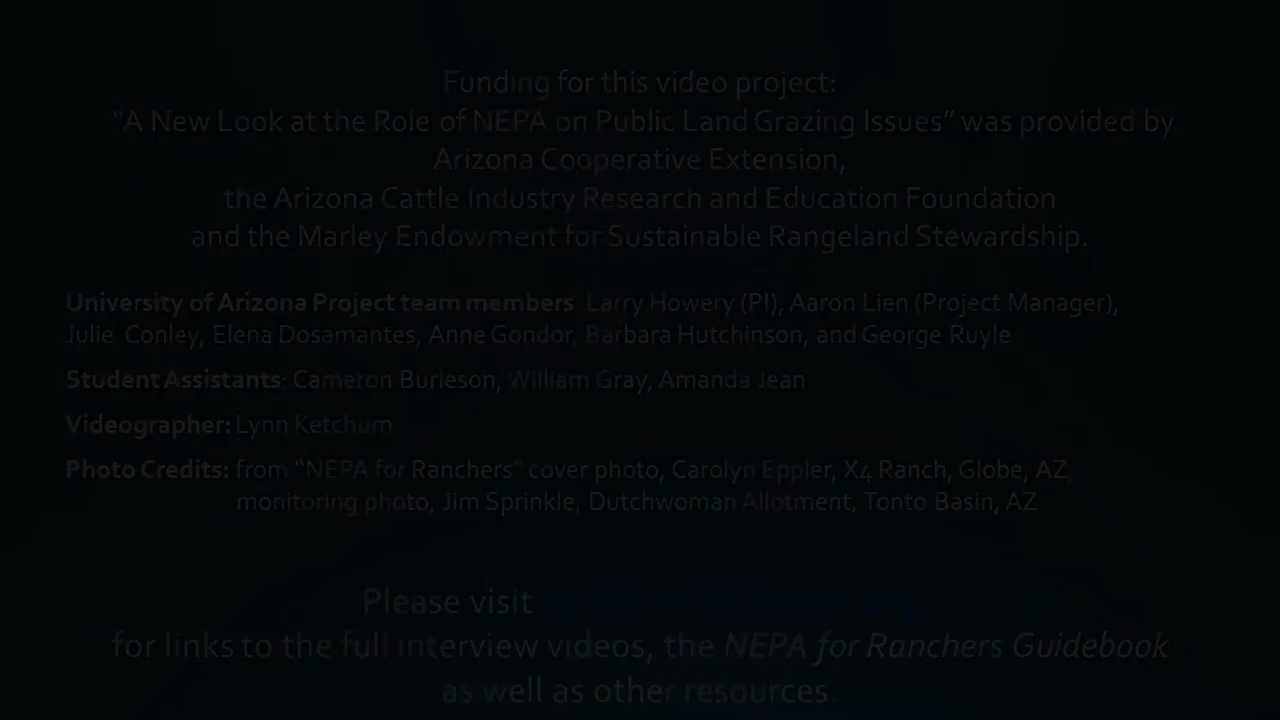 Funding for this video project:
“A New Look at the Role of NEPA on Public Land Grazing Issues” was provided by
Arizona Cooperative Extension,
the Arizona Cattle Industry Research and Education Foundation
and the Marley Endowment for Sustainable Rangeland Stewardship.
University of Arizona Project team members: Larry Howery (PI), Aaron Lien (Project Manager),
Julie Conley, Elena Dosamantes, Anne Gondor, Barbara Hutchinson, and George Ruyle
Student Assistants: Cameron Burleson, William Gray, Amanda Jean
Videographer: Lynn Ketchum
Photo Credits: from “NEPA for Ranchers” cover photo, Carolyn Eppler, X4 Ranch, Globe, AZ,
monitoring photo, Jim Sprinkle, Dutchwoman Allotment, Tonto Basin, AZ
Please visit
for links to the full interview videos, the NEPA for Ranchers Guidebook
as well as other resources.